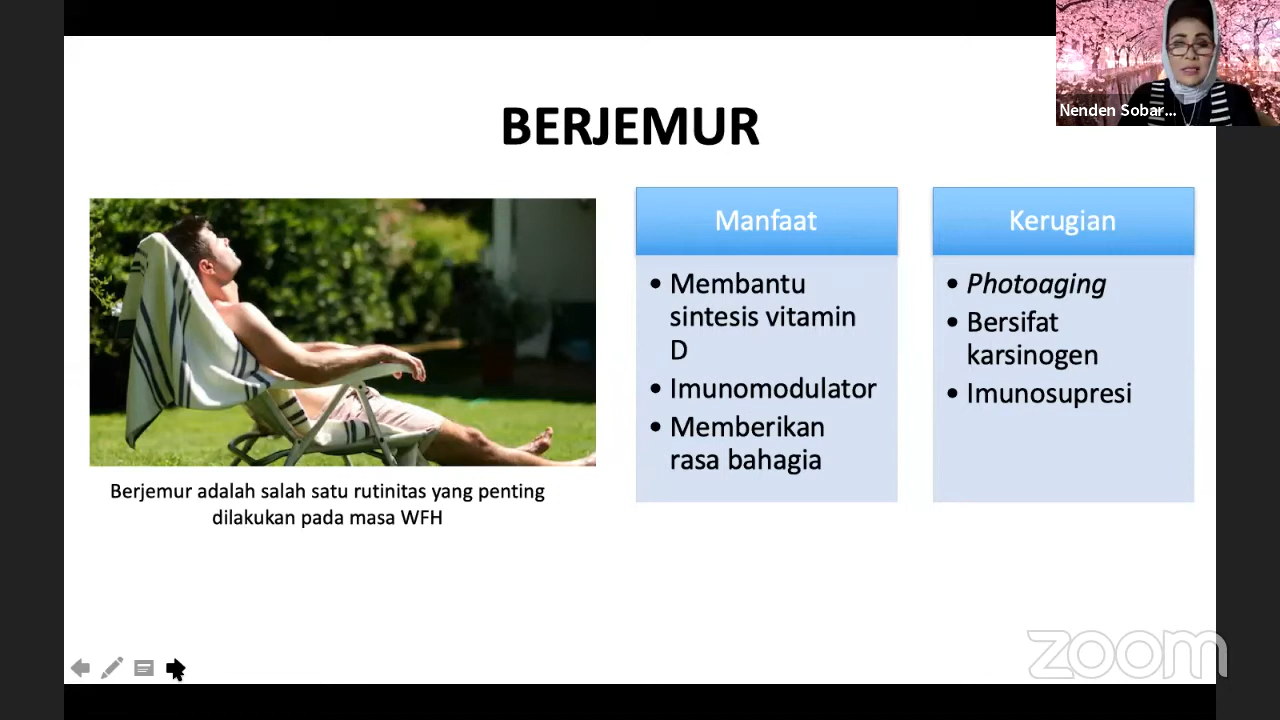 Nenden Sobar...
BERJEMUR
Manfaat
• Membantu
sintesis vitamin
D
• Imunomodulator
• Memberikan
rasa bahagia
Kerugian
• Photoaging
• Bersifat
karsinogen
• Imunosupresi
Berjemur adalah salah satu rutinitas yang penting
dilakukan pada masa WFH
zoom